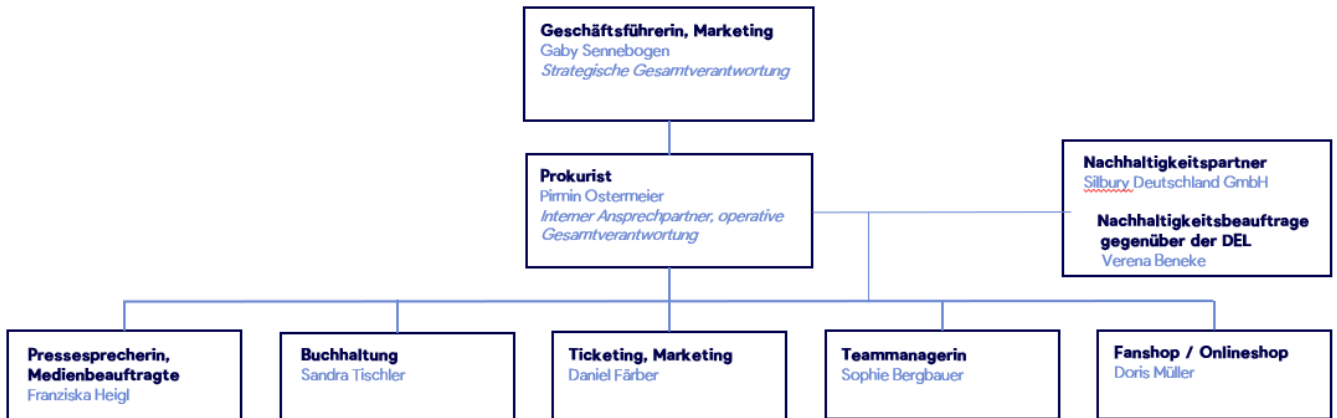 Geschäftsführerin, Marketing
Gaby Sennebogen
Strategische Gesamtverantwortung
Prokurist
Pirmin Ostermeier
Interner Ansprechpartner, operative
Gesamtverantwortung
Nachhaltigkeitspartner
Silbury Deutschland GmbH
Nachhaltigkeitsbeauftrage
gegenüber der DEL
Verena Beneke
Pressesprecherin,
Medienbeauftragte
Franziska Heigl
Buchhaltung
Sandra Tischler
Ticketing, Marketing
Daniel Färber
Teammanagerin
Sophie Bergbauer
Fanshop / Onlineshop
Doris Müller